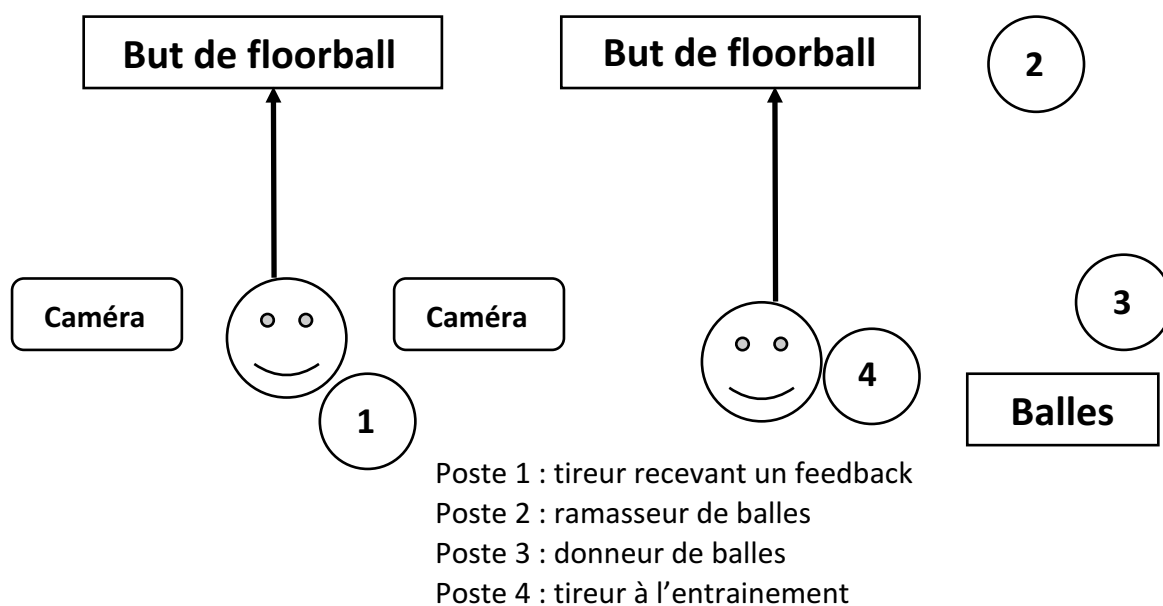 But de floorball
But de floorball
2
Caméra
Caméra
3
1
4
Balles
Poste 1 : tireur recevant un feedback
Poste 2 : ramasseur de balles
Poste 3 : donneur de balles
Poste 4 : tireur à l’entrainement